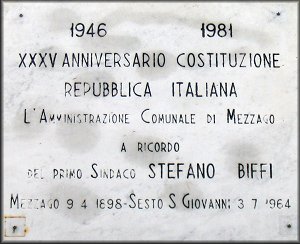 1946 1981
XXXV ANNIVERSARIO COSTITUZIONE
REPUBBLICA ITALIANA
L'AMMINISTRAZIONE COMUNALE DI MEZZAGO
A RICORDO
DEL PRIMO SINDACO STEFANO BIFFI
MEZZAGO 9 4 1898-SESTO S GIOVANNI 3 7 1964